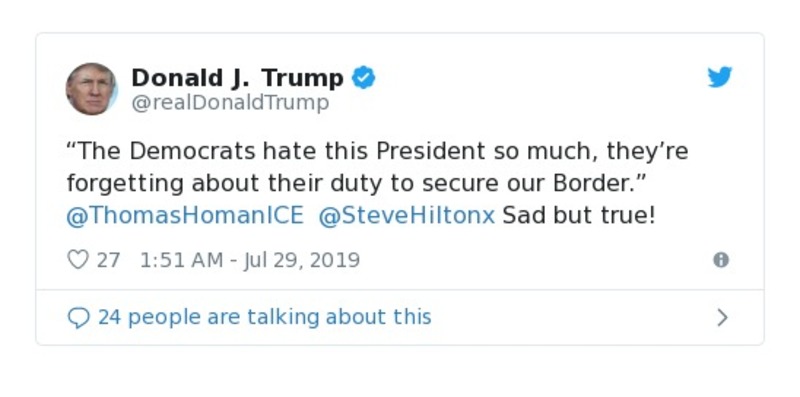 Donald J. Trump
@realDonaldTrump
“The Democrats hate this President so much, they’re
forgetting about their duty to secure our Border.”
@ThomasHomanICE @SteveHiltonx Sad but true!
27 1:51 AM - Jul 29, 2019
24 people are talking about this